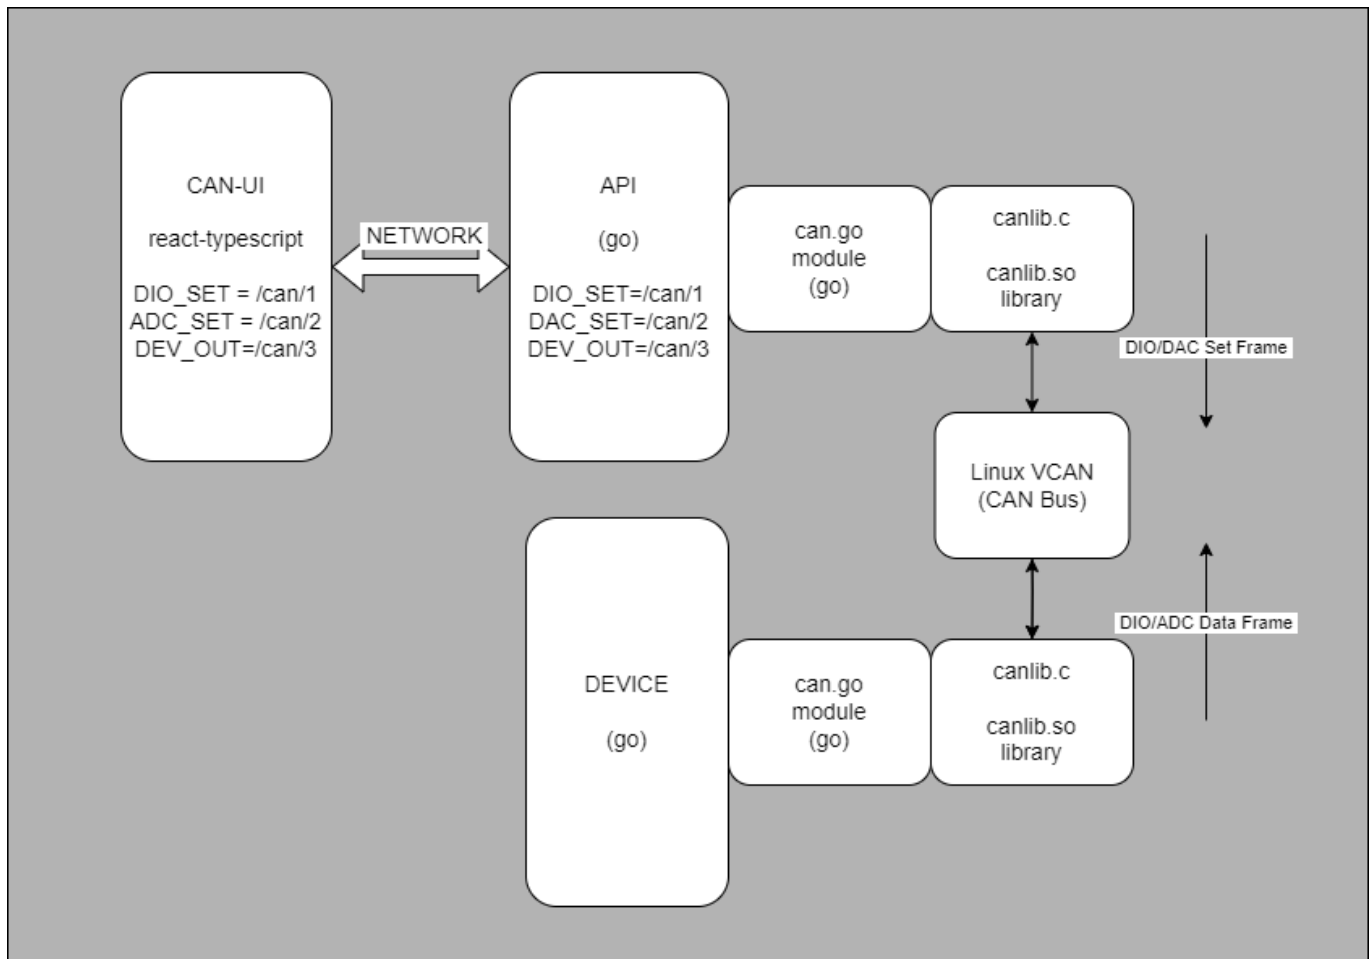 CAN-UI
react-typescript
DIO_SET = /can/1
ADC_SET = /can/2
DEV_OUT=/can/3
NETWORK
API
(go)
DIO_SET=/can/1
DAC_SET=/can/2
DEV_OUT=/can/3
can.go
module
(go)
canlib.c
canlib.so
library
DIO/DAC Set Frame
Linux VCAN
(CAN Bus)
DIO/ADC Data Frame
DEVICE
(go)
can.go
module
(go)
canlib.c
canlib.so
library